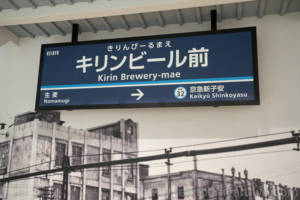 きりんびーるまえ
キリンビール前
Kirin Brewery-mae
生麦
Namamugi
京急新子安
Keikyū Shinkoyasu